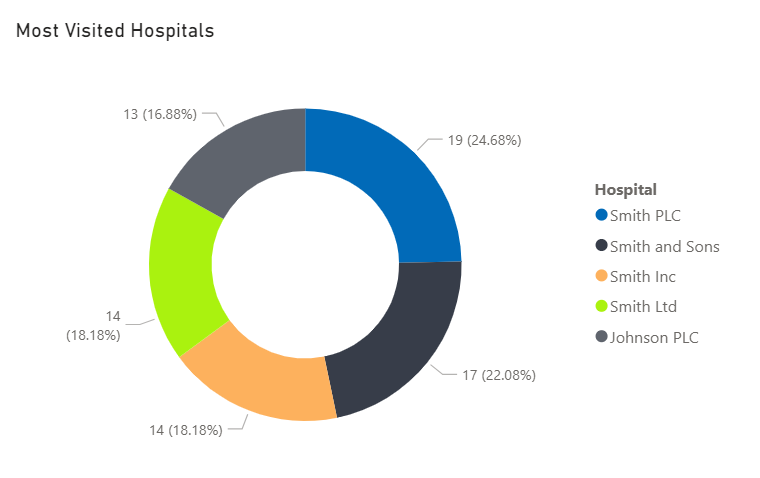 Most Visited Hospitals
13 (16.88%)
19 (24.68%)
14
(18.18%)
17 (22.08%)
14 (18.18%)
Hospital
Smith PLC
Smith and Sons
Smith Inc
Smith Ltd
Johnson PLC